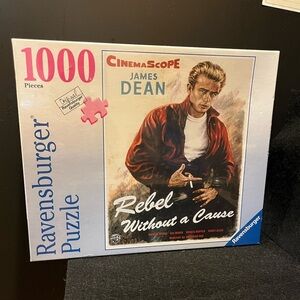 1000
Pieces
Ravensburger®
Puzzle
CINEMASCOPE
JAMES
DEAN
Rebel
Without a Cause
Ravensburger